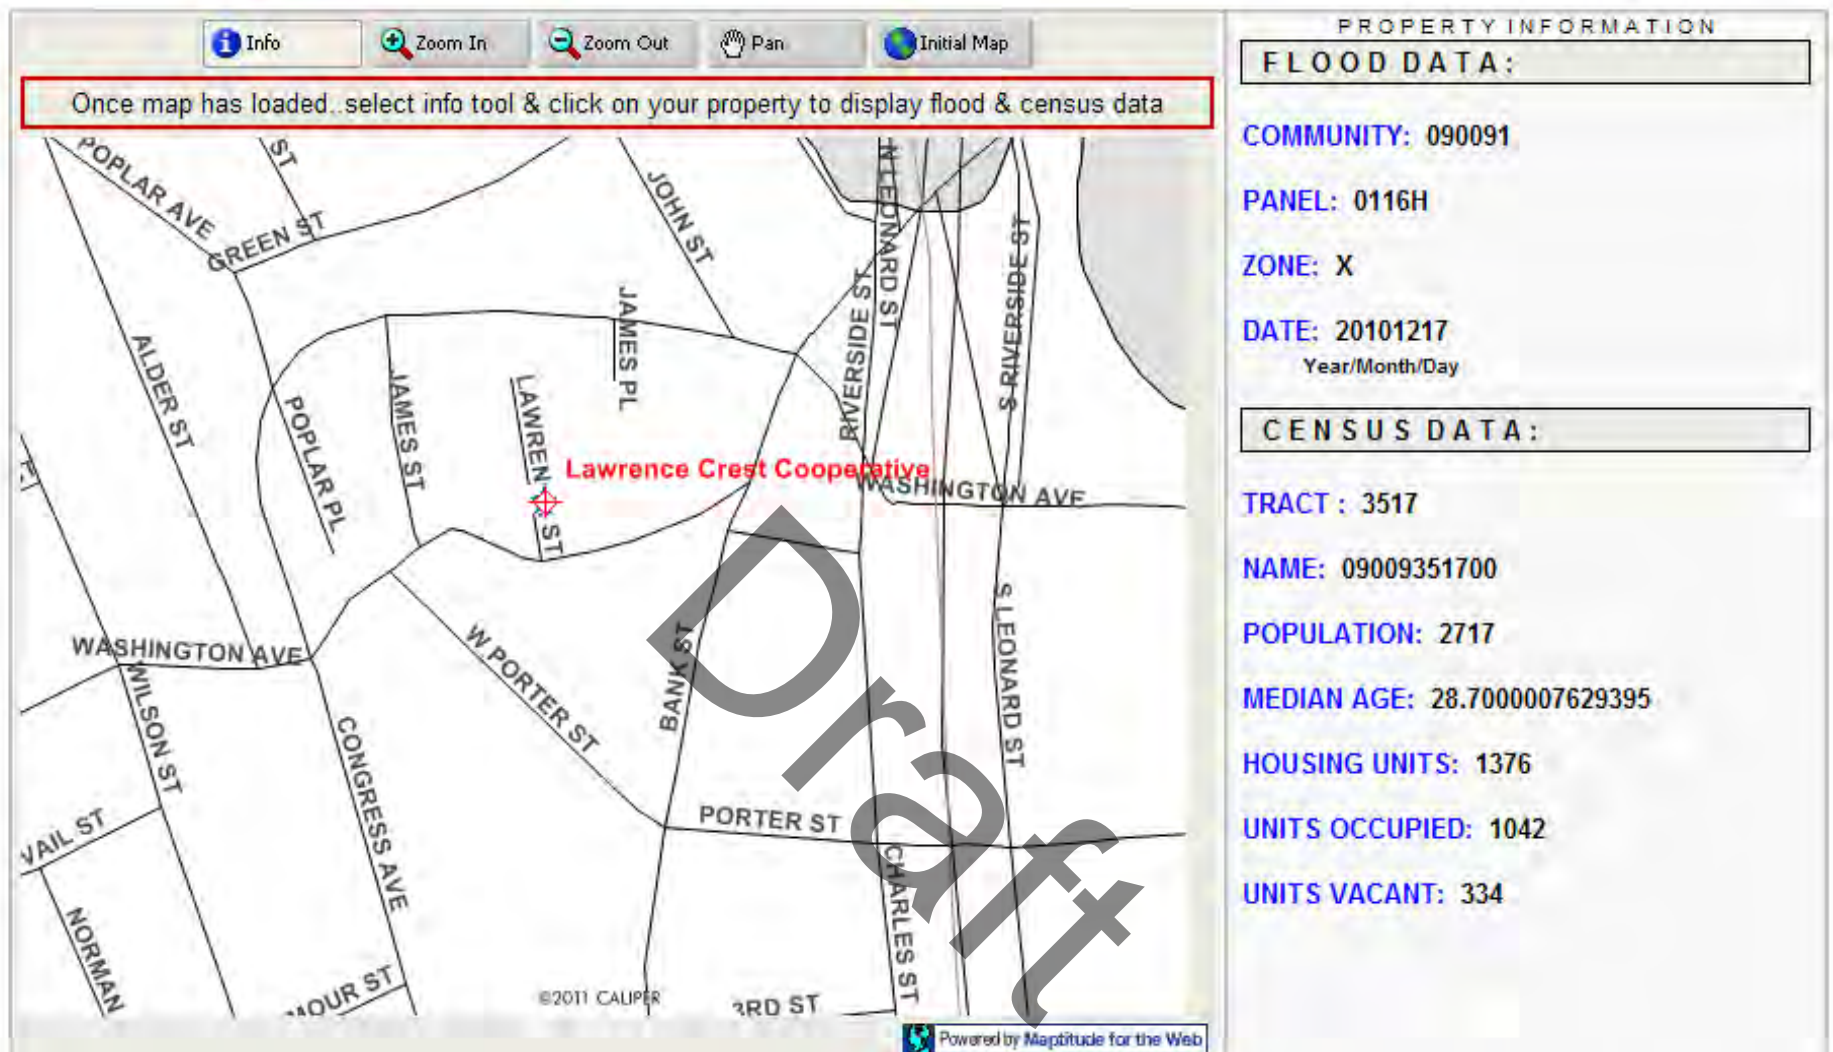 Info
Zoom In
Zoom Out
Pan
Initial Map
Once map has loaded..select info tool & click on your property to display flood & census data
POPLAR AVE
ST
GREEN ST
JOHN ST
N LEONARD ST
RIVERSIDE ST
S RIVERSIDE ST
ALDER ST
POPLAR PL
JAMES ST
LAWREN
ST
JAMES PL
Lawrence Crest Cooperative
WASHINGTON AVE
WASHINGTON AVE
WILSON ST
W PORTER ST
BANK ST
S LEONARD ST
CONGRESS AVE
VAIL ST
PORTER ST
CHARLES ST
NORMAN
MOUR ST
3RD ST
©2011 CALIPER
Draft
Powered by Maptitude for the Web
PROPERTY INFORMATION
FLOOD DATA:
COMMUNITY: 090091
PANEL: 0116H
ZONE: X
DATE: 20101217
Year/Month/Day
CENSUS DATA:
TRACT : 3517
NAME: 09009351700
POPULATION: 2717
MEDIAN AGE: 28.7000007629395
HOUSING UNITS: 1376
UNITS OCCUPIED: 1042
UNITS VACANT: 334